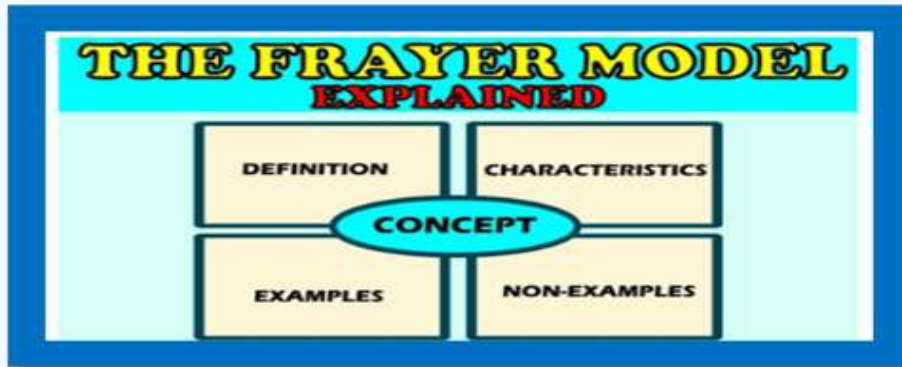 THE FRAYER MODEL
EXPLAINED
DEFINITION
CHARACTERISTICS
CONCEPT
EXAMPLES
NON-EXAMPLES